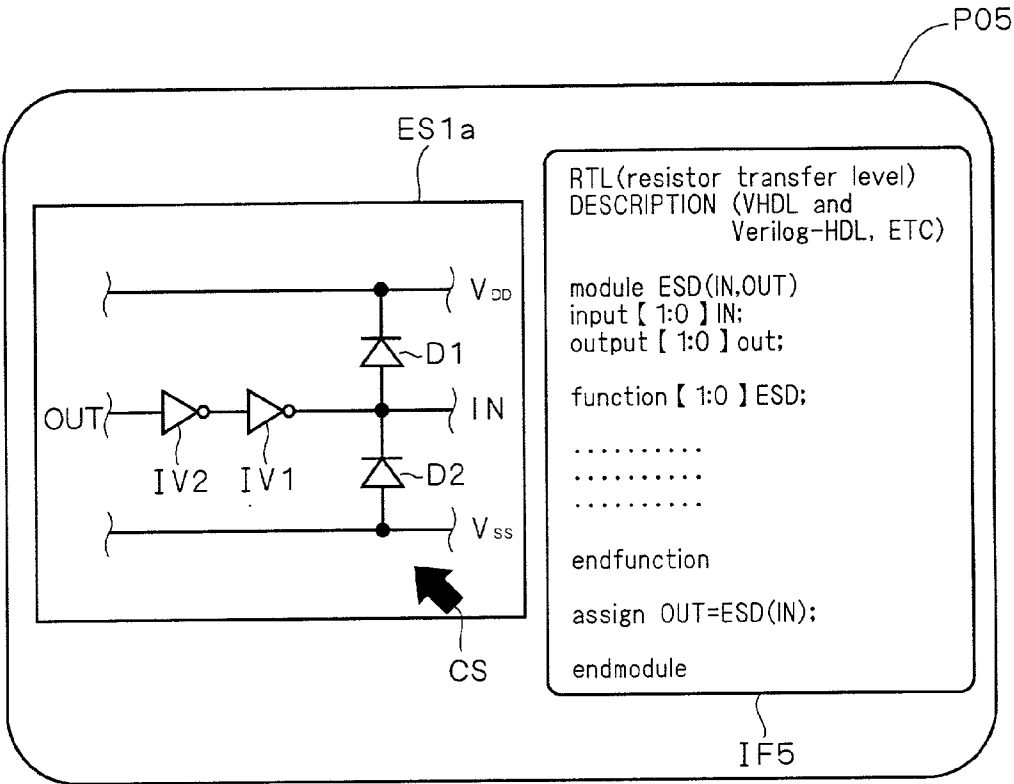 P05
ES1a
VDD
D1
OUT
IN
IV2 IV1
D2
Vss
CS
RTL(resistor transfer level)
DESCRIPTION (VHDL and
Verilog-HDL, ETC)
module ESD(IN,OUT)
input【 1:0 】IN;
output【 1:0 】out;
function【 1:0 】ESD;
..........
..........
..........
endfunction
assign OUT=ESD(IN);
endmodule
IF5